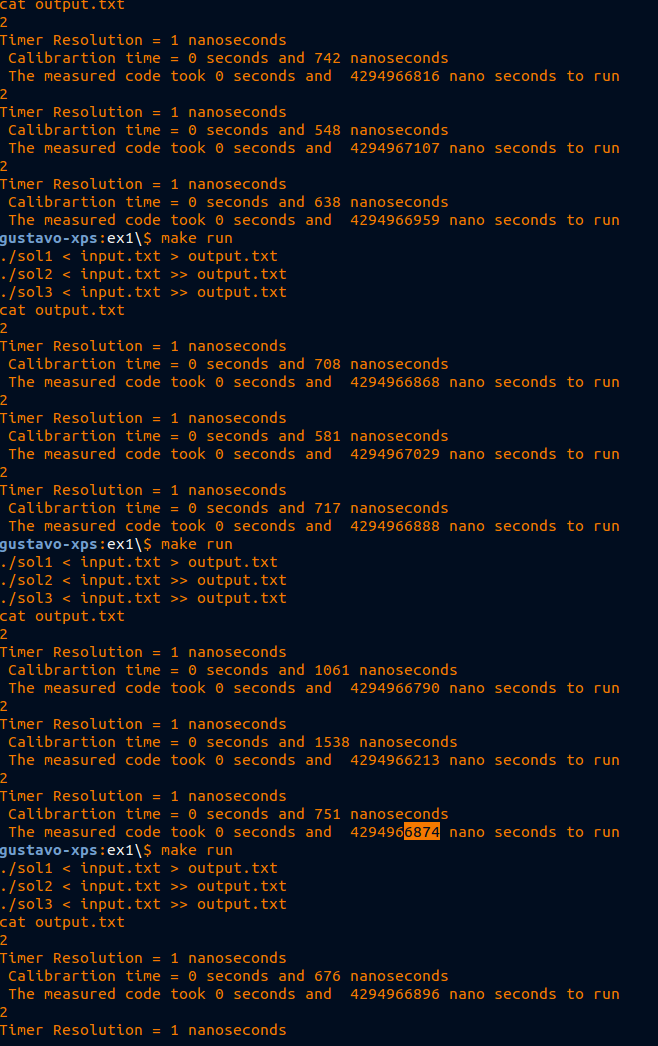 cat output.txt
2
Timer Resolution = 1 nanoseconds
Calibrartion time = 0 seconds and 742 nanoseconds
The measured code took 0 seconds and 4294966816 nano seconds to run
2
Timer Resolution = 1 nanoseconds
Calibrartion time = 0 seconds and 548 nanoseconds
The measured code took 0 seconds and 4294967107 nano seconds to run
2
Timer Resolution = 1 nanoseconds
Calibrartion time = 0 seconds and 638 nanoseconds
The measured code took 0 seconds and 4294966959 nano seconds to run
gustavo-xps:ex1\$ make run
./sol1 < input.txt > output.txt
./sol2 < input.txt >> output.txt
./sol3 < input.txt >> output.txt
cat output.txt
2
Timer Resolution = 1 nanoseconds
Calibrartion time = 0 seconds and 708 nanoseconds
The measured code took 0 seconds and 4294966868 nano seconds to run
2
Timer Resolution = 1 nanoseconds
Calibrartion time = 0 seconds and 581 nanoseconds
The measured code took 0 seconds and 4294967029 nano seconds to run
2
Timer Resolution = 1 nanoseconds
Calibrartion time = 0 seconds and 717 nanoseconds
The measured code took 0 seconds and 4294966888 nano seconds to run
gustavo-xps:ex1\$ make run
./sol1 < input.txt > output.txt
./sol2 < input.txt >> output.txt
./sol3 < input.txt >> output.txt
cat output.txt
2
Timer Resolution = 1 nanoseconds
Calibrartion time = 0 seconds and 1061 nanoseconds
The measured code took 0 seconds and 4294966790 nano seconds to run
2
Timer Resolution = 1 nanoseconds
Calibrartion time = 0 seconds and 1538 nanoseconds
The measured code took 0 seconds and 4294966213 nano seconds to run
2
Timer Resolution = 1 nanoseconds
Calibrartion time = 0 seconds and 751 nanoseconds
The measured code took 0 seconds and 4294966874 nano seconds to run
gustavo-xps:ex1\$ make run
./sol1 < input.txt > output.txt
./sol2 < input.txt >> output.txt
./sol3 < input.txt >> output.txt
cat output.txt
2
Timer Resolution = 1 nanoseconds
Calibrartion time = 0 seconds and 676 nanoseconds
The measured code took 0 seconds and 4294966896 nano seconds to run
2
Timer Resolution = 1 nanoseconds